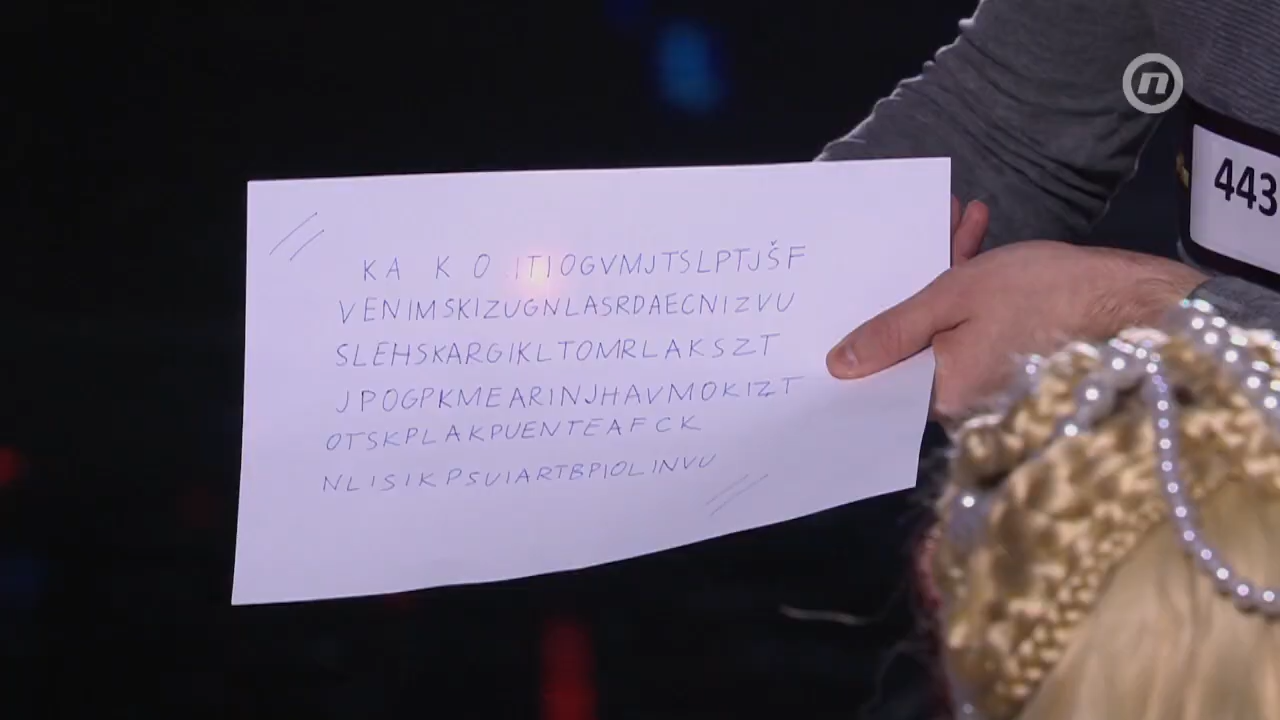 n
443
KA K O ITIOGVMJTSLPTJŠF
VENIMSKIZUGNLASRDAECNIZVU
SLEHSKARGIKLTOMRLAKSZT
JPOGPKMEARINJHAVMOKIZT
OTSKPLAKPUENTEAFCK
NLISIKPSUIARTBPIOLINVU